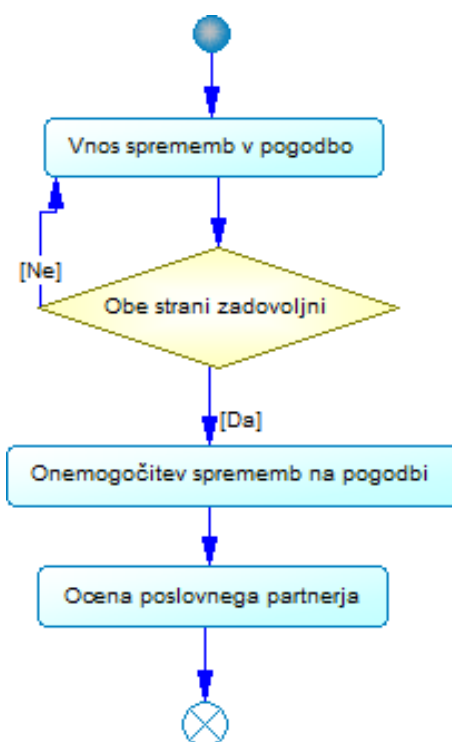 Vnos sprememb v pogodbo
[Ne]
Obe strani zadovoljni
[Da]
Onemogočitev sprememb na pogodbi
Ocena poslovnega partnerja